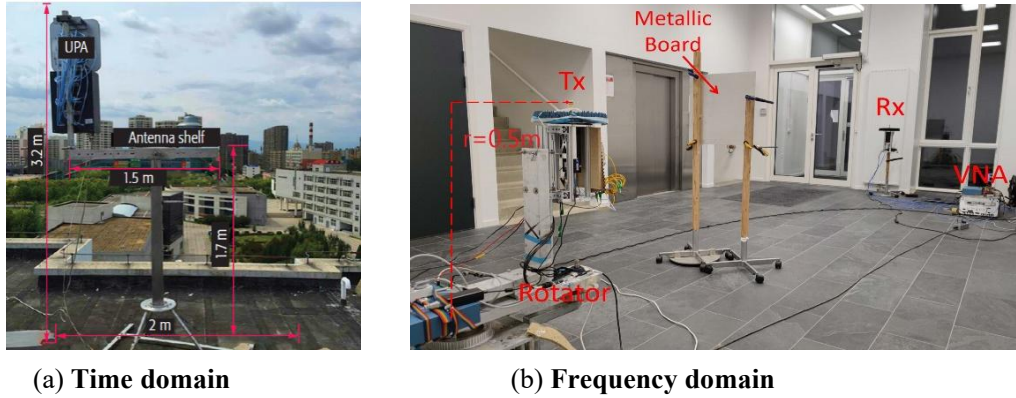 UPA
Antenna shelf
3.2 m
1.5 m
1.7 m
2 m
Metallic
Board
Tx
r=0.5m
Rx
VNA
Rotator
(a) Time domain
(b) Frequency domain